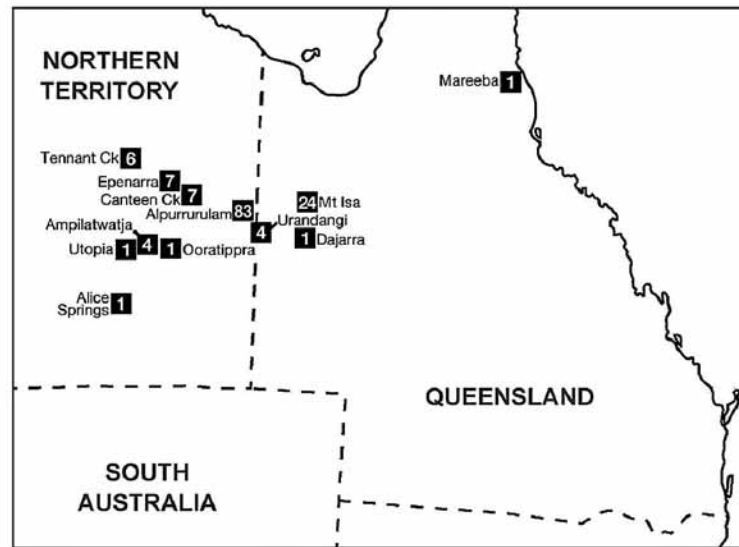 NORTHERN
TERRITORY
Mareeba 1
Tennant Ck 6
Epenarra 7
Canteen Ck 7
Alpurrurulam 83
24 Mt Isa
Ampilatwatja 4
4 Urandangi
Utopia 1
1 Ooratippra
1 Dajarra
Alice
Springs 1
QUEENSLAND
SOUTH
AUSTRALIA